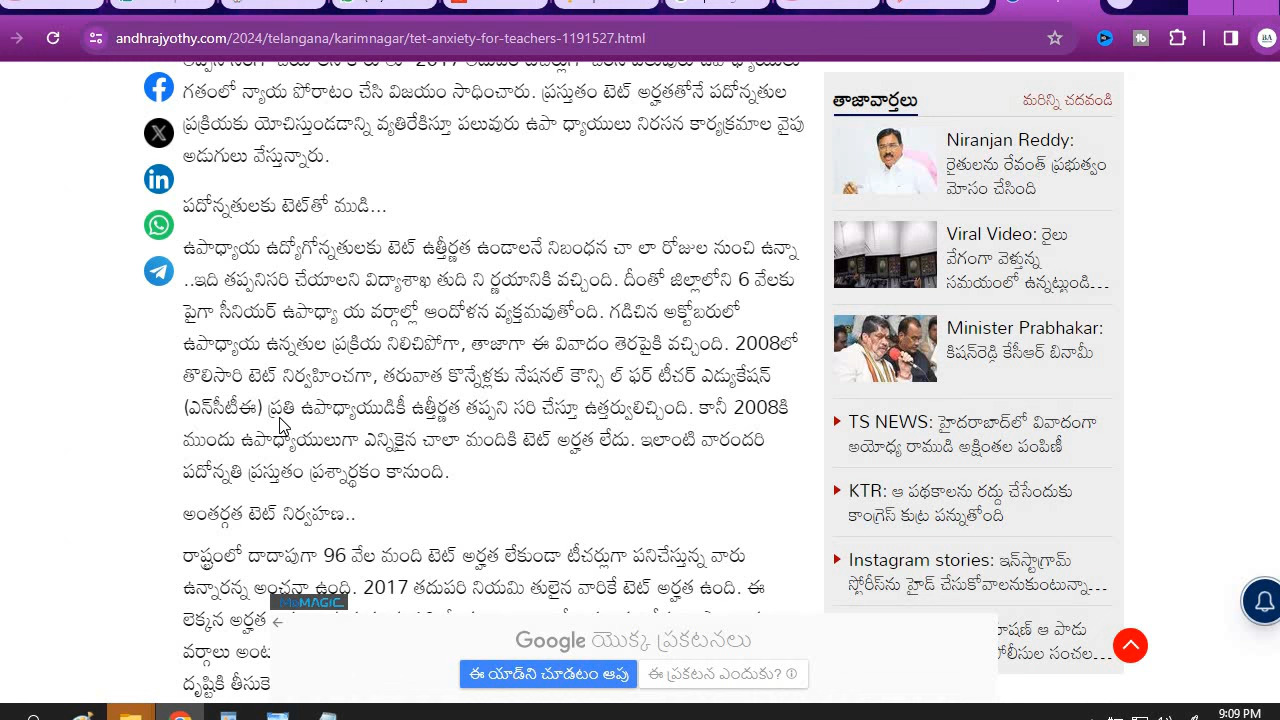 andhrajyothy.com/2024/telangana/karimnagar/tet-anxiety-for-teachers-1191527.html
గతంలో న్యాయ పోరాటం చేసి విజయం సాధించారు. ప్రస్తుతం టెట్ అర్హతతోనే పదోన్నతుల
ప్రక్రియకు యోచిస్తుండడాన్ని వ్యతిరేకిస్తూ పలువురు ఉపా ధ్యాయులు నిరసన కార్యక్రమాల వైపు
అడుగులు వేస్తున్నారు.
పదోన్నతులకు టెట్‌తో ముడి...
ఉపాధ్యాయ ఉద్యోగోన్నతులకు టెట్ ఉత్తీర్ణత ఉండాలనే నిబంధన చా లా రోజుల నుంచి ఉన్నా
..ఇది తప్పనిసరి చేయాలని విద్యాశాఖ తుది ని ర్ణయానికి వచ్చింది. దీంతో జిల్లాలోని 6 వేలకు
పైగా సీనియర్ ఉపాధ్యా య వర్గాల్లో ఆందోళన వ్యక్తమవుతోంది. గడిచిన అక్టోబరులో
ఉపాధ్యాయ ఉన్నతుల ప్రక్రియ నిలిచిపోగా, తాజాగా ఈ వివాదం తెరపైకి వచ్చింది. 2008లో
తొలిసారి టెట్ నిర్వహించగా, తరువాత కొన్నేళ్లకు నేషనల్ కౌన్సి ల్ ఫర్ టీచర్ ఎడ్యుకేషన్
(ఎన్‌సీటీఈ) ప్రతి ఉపాధ్యాయుడికీ ఉత్తీర్ణత తప్పని సరి చేస్తూ ఉత్తర్వులిచ్చింది. కానీ 2008కి
ముందు ఉపాధ్యాయులుగా ఎన్నికైన చాలా మందికి టెట్ అర్హత లేదు. ఇలాంటి వారందరి
పదోన్నతి ప్రస్తుతం ప్రశ్నార్థకం కానుంది.
అంతర్గత టెట్ నిర్వహణ..
రాష్ట్రంలో దాదాపుగా 96 వేల మంది టెట్ అర్హత లేకుండా టీచర్లుగా పనిచేస్తున్న వారు
ఉన్నారన్న అంచనా ఉంది. 2017 తదుపరి నియమి తులైన వారికే టెట్ అర్హత ఉంది. ఈ
లెక్కన అర్హత
వర్గాలు
దృష్టికి
తాజావార్తలు
మరిన్ని చదవండి
Niranjan Reddy:
రైతులను రేవంత్ ప్రభుత్వం
మోసం చేసింది
Viral Video: రైలు
వేగంగా వెళ్తున్న
సమయంలో ఉన్నట్టుండి...
Minister Prabhakar:
కిషన్‌రెడ్డి కేసీఆర్ బినామీ
TS NEWS: హైదరాబాద్‌లో వివాదంగా
అయోధ్య రాముడి అక్షింతల పంపిణీ
KTR: ఆ పథకాలను రద్దు చేసేందుకు
కాంగ్రెస్ కుట్ర పన్నుతోంది
Instagram stories: ఇన్‌స్టాగ్రామ్
స్టోరీస్‌ను హైడ్ చేసుకోవాలనుకుంటున్నా...
ఆ పాడు
సంచల...
MGMAGIC
Google యొక్క ప్రకటనలు
ఈ యాడ్‌ని చూడటం ఆపు
ఈ ప్రకటన ఎందుకు?
9:09 PM